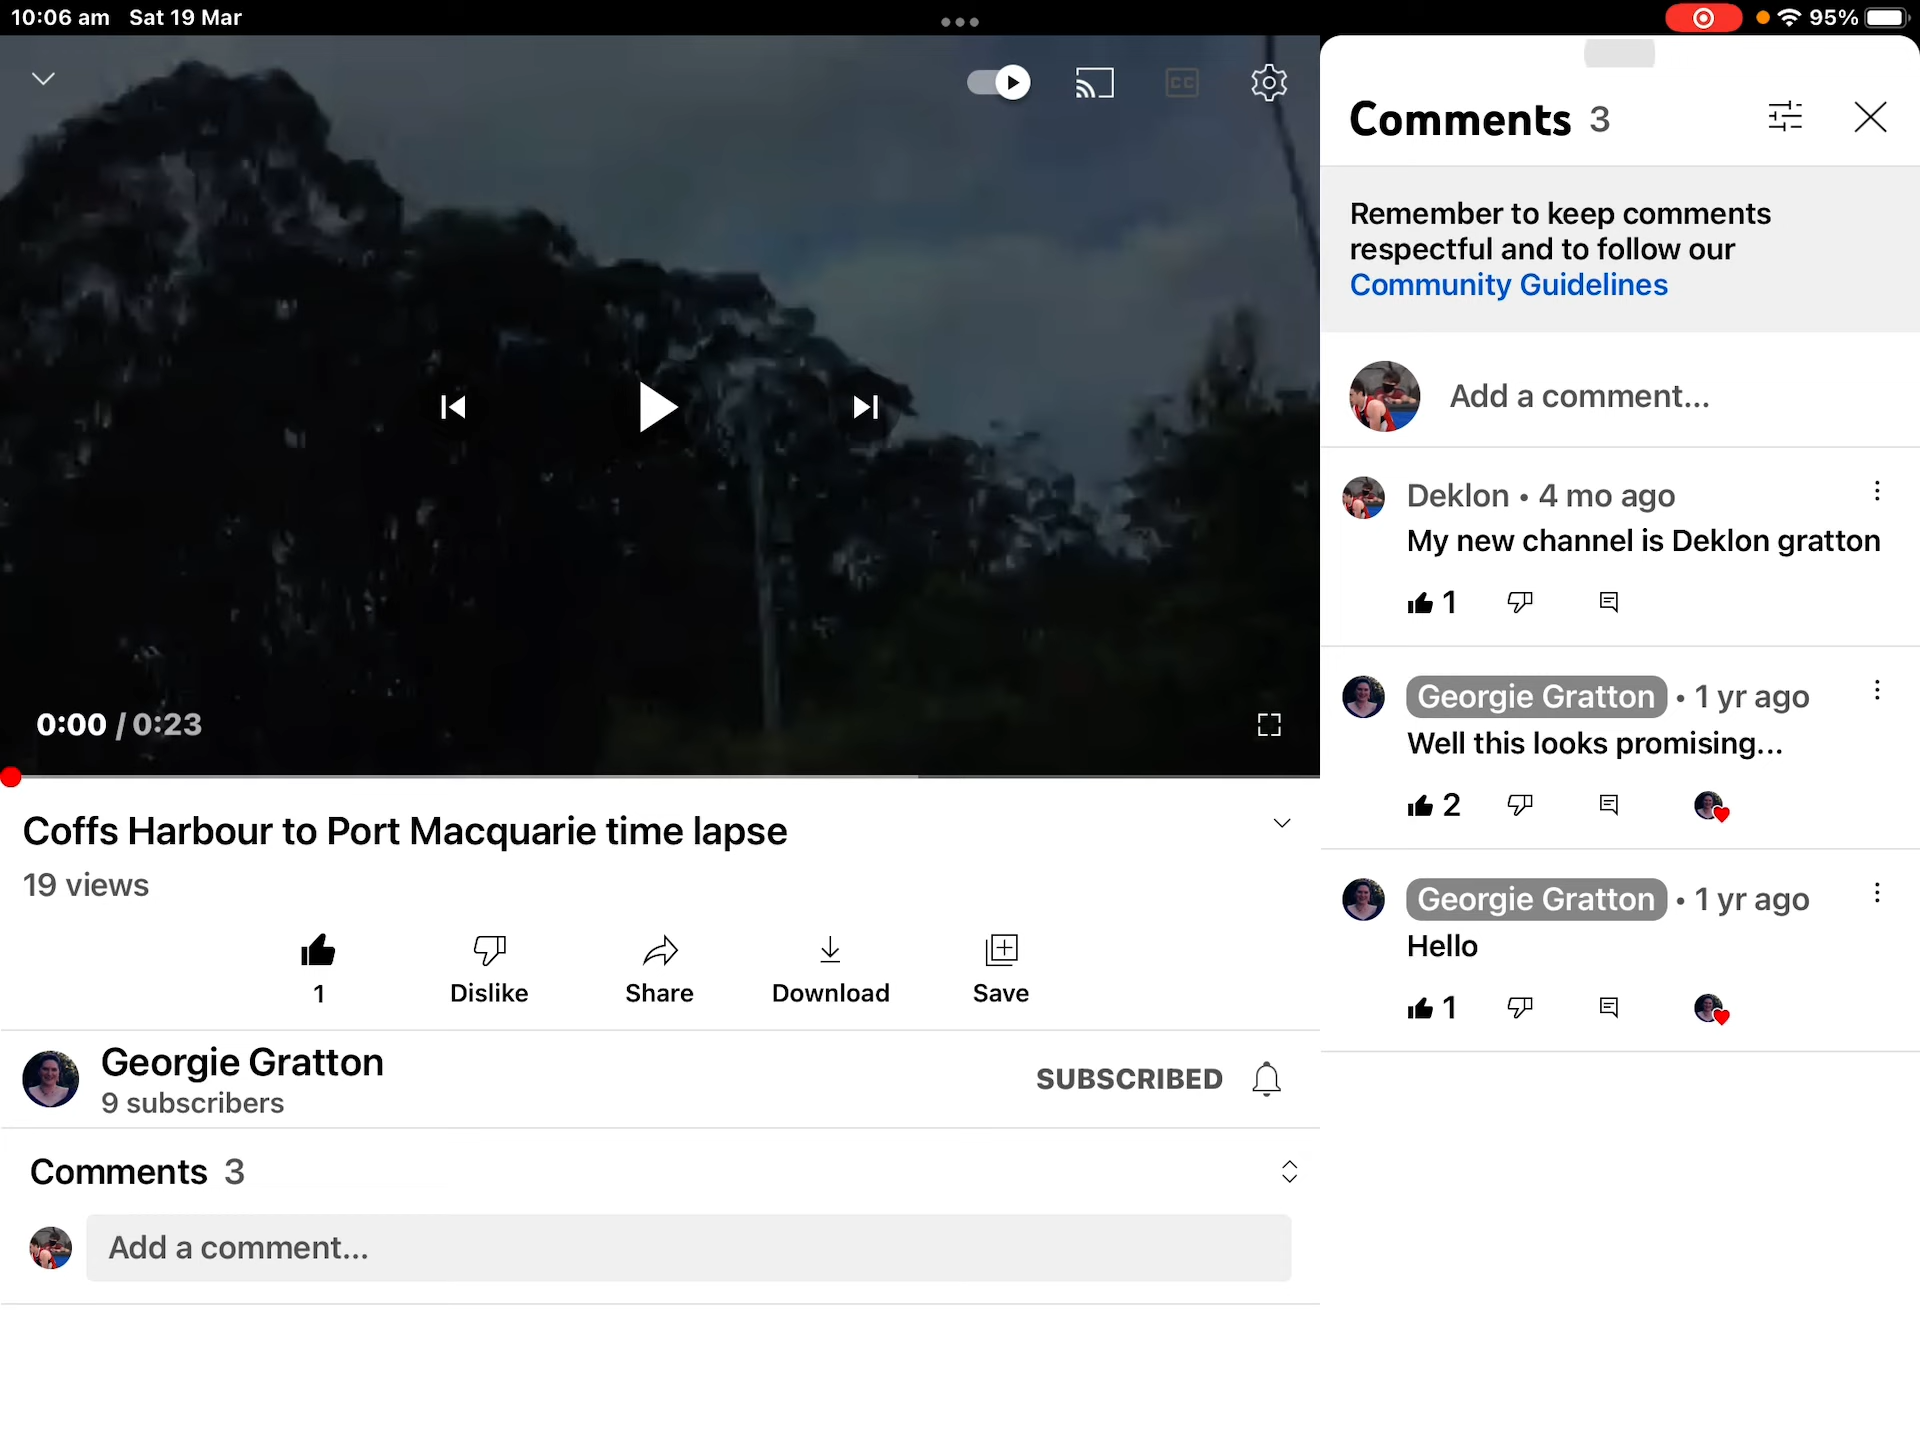 10:06 am Sat 19 Mar
95%
CC
0:00 / 0:23
Coffs Harbour to Port Macquarie time lapse
19 views
1
Dislike
Share
Download
Save
Georgie Gratton
9 subscribers
SUBSCRIBED
Comments 3
Add a comment...
Comments 3
Remember to keep comments
respectful and to follow our
Community Guidelines
Add a comment...
Deklon • 4 mo ago
My new channel is Deklon gratton
1
Georgie Gratton • 1 yr ago
Well this looks promising...
2
Georgie Gratton • 1 yr ago
Hello
1